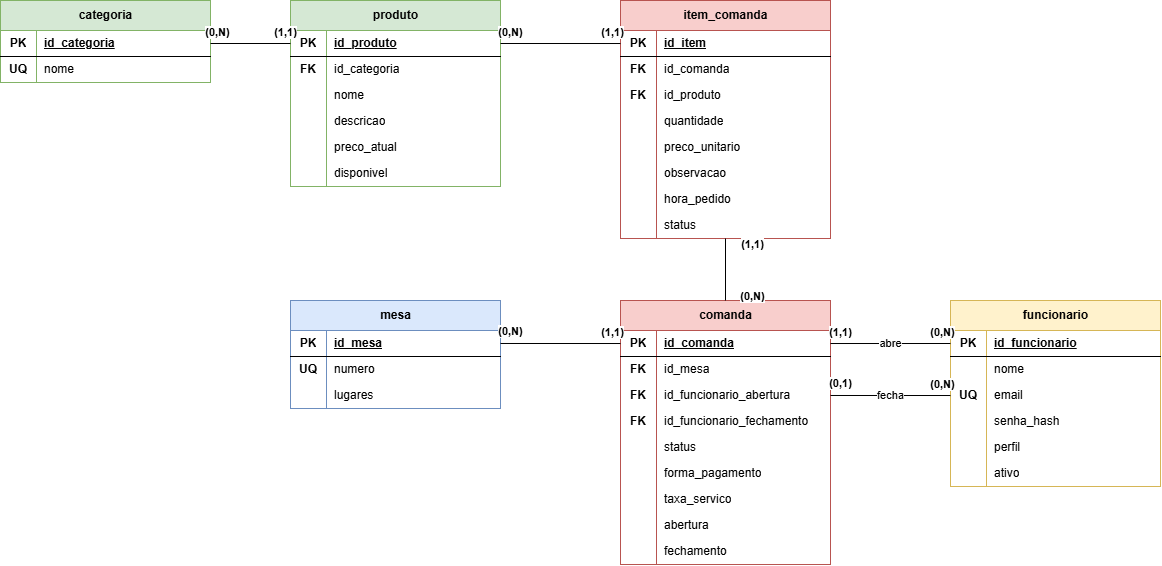 categoria
PK id_categoria
UQ nome
(0,N)
(1,1)
produto
PK id_produto
FK id_categoria
nome
descricao
preco_atual
disponivel
(0,N)
(1,1)
item_comanda
PK id_item
FK id_comanda
FK id_produto
quantidade
preco_unitario
observacao
hora_pedido
status
(1,1)
(0,N)
mesa
PK id_mesa
UQ numero
lugares
(0,N)
(1,1)
comanda
PK id_comanda
FK id_mesa
FK id_funcionario_abertura
FK id_funcionario_fechamento
status
forma_pagamento
taxa_servico
abertura
fechamento
(1,1)
abre
(0,N)
(0,1)
fecha
(0,N)
funcionario
PK id_funcionario
nome
UQ email
senha_hash
perfil
ativo